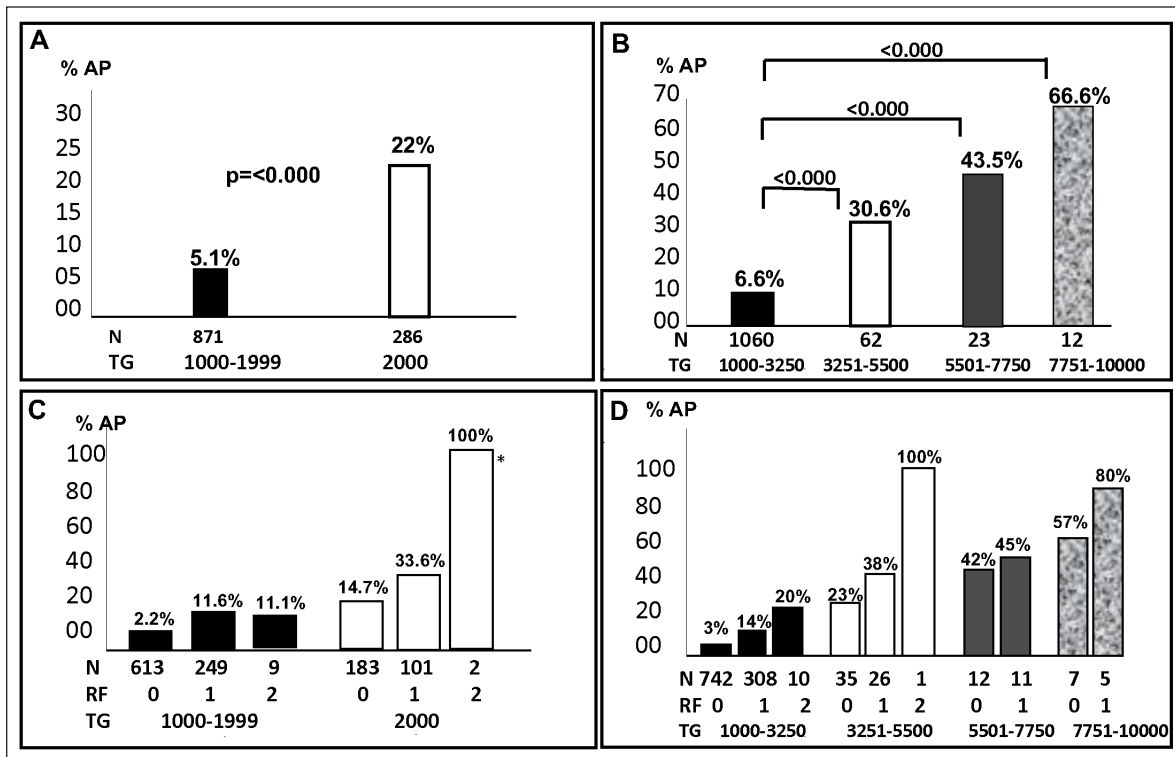 A
% AP
30
25
20
15
10
05
00
22%
p=<0.000
5.1%
N 871 286
TG 1000-1999 2000
B
% AP
70
60
50
40
30
20
10
00
<0.000
66.6%
<0.000
43.5%
<0.000
30.6%
6.6%
N 1060 62 23 12
TG 1000-3250 3251-5500 5501-7750 7751-10000
C
% AP
100
80
60
40
20
00
100%
*
33.6%
14.7%
11.6% 11.1%
2.2%
N 613 249 9 183 101 2
RF 0 1 2 0 1 2
TG 1000-1999 2000
D
% AP
100
80
60
40
20
00
100%
80%
57%
42% 45%
38%
23%
20%
14%
3%
N 742 308 10 35 26 1 12 11 7 5
RF 0 1 2 0 1 2 0 1 0 1
TG 1000-3250 3251-5500 5501-7750 7751-10000